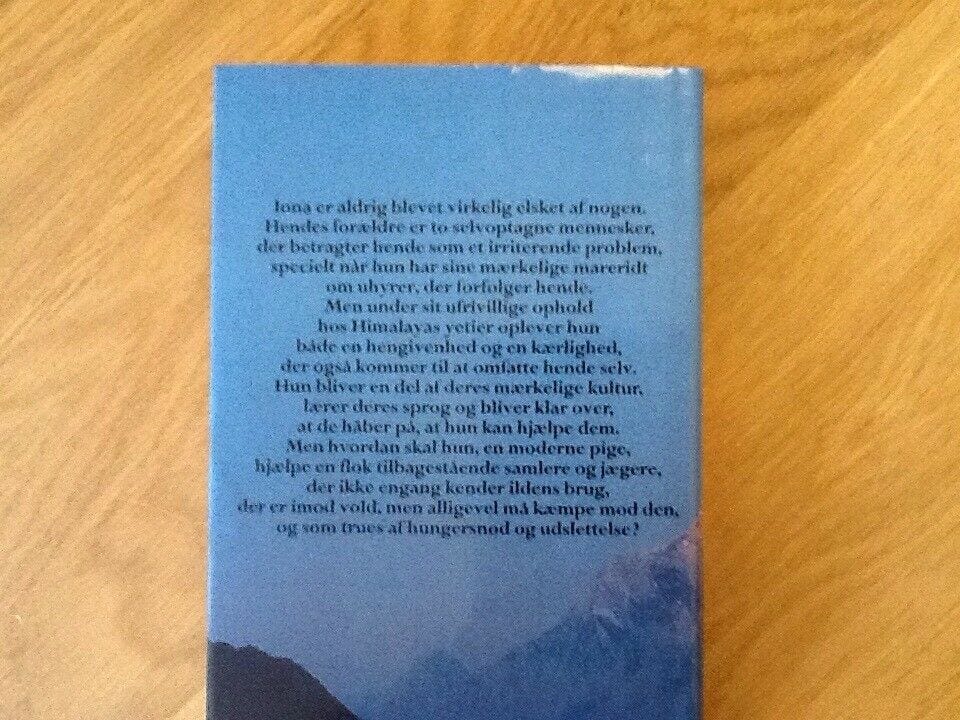 Iona er aldrig blevet virkelig elsket af nogen.
Hendes forældre er to selvoptagne mennesker,
der betragter hende som et irriterende problem,
specielt når hun har sine mærkelige mareridt
om uhyrer, der forfølger hende.
Men under sit ufrivillige ophold
hos Himalayas yetier oplever hun
både en hengivenhed og en kærlighed,
der også kommer til at omfatte hende selv.
Hun bliver en del af deres mærkelige kultur,
lærer deres sprog og bliver klar over,
at de håber på, at hun kan hjælpe dem.
Men hvordan skal hun, en moderne pige,
hjælpe en flok tilbagestående samlere og jægere,
der ikke engang kender ildens brug,
der er imod vold, men alligevel må kæmpe mod den,
og som trues af hungersnød og udslettelse?